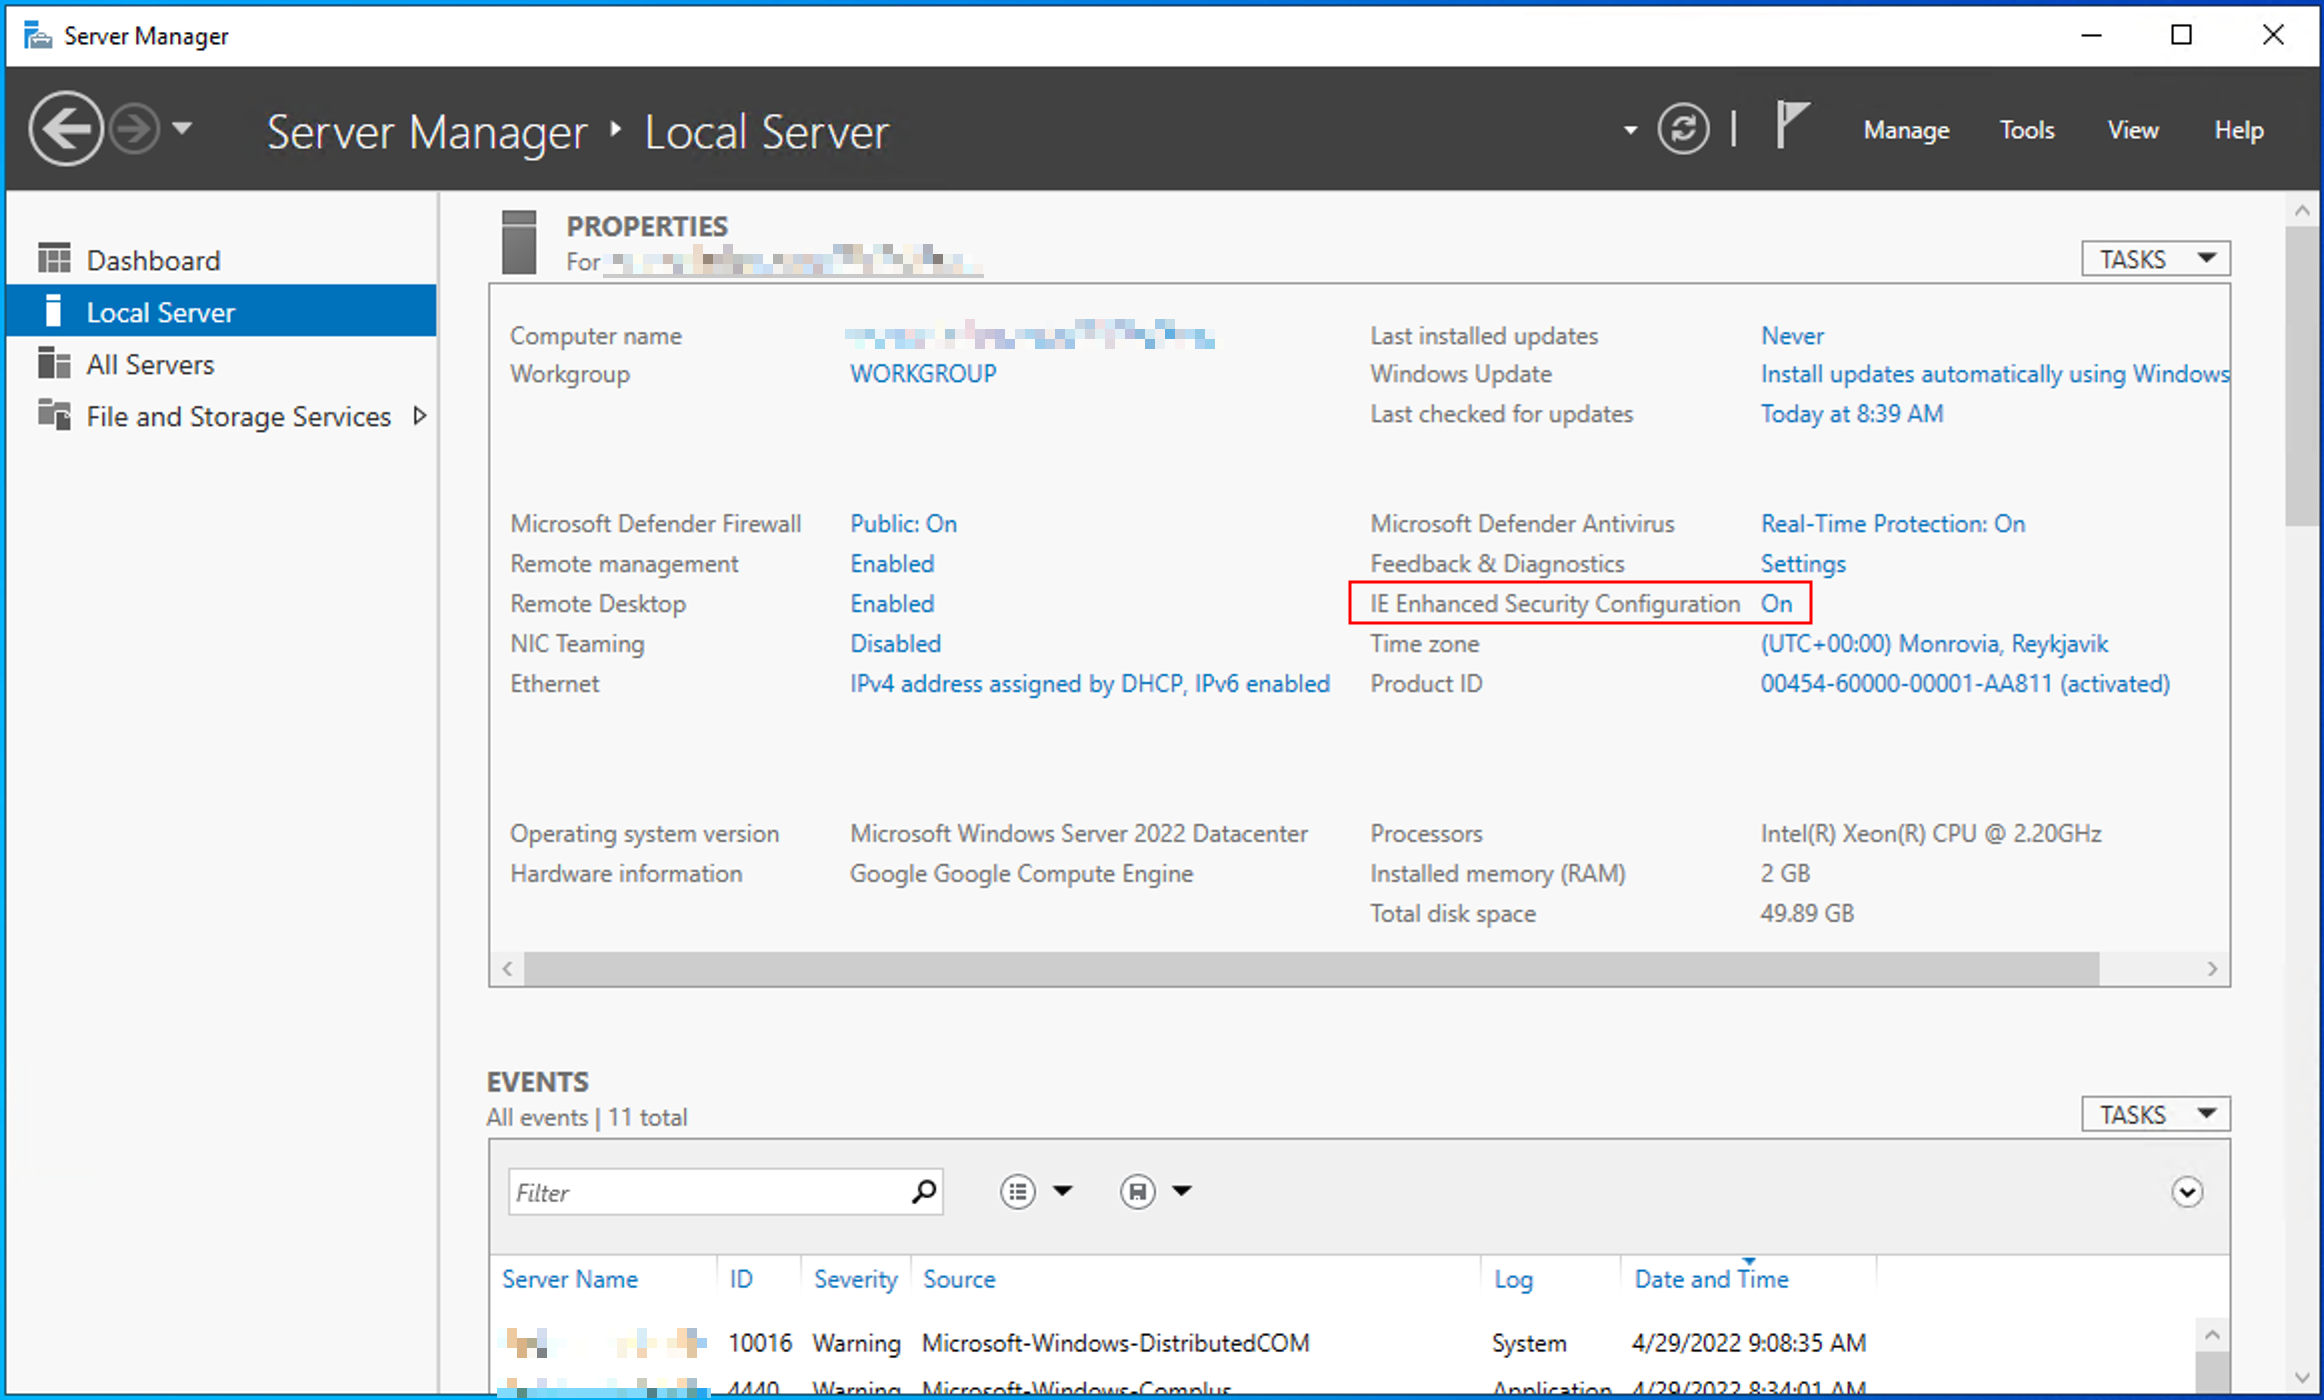 Server Manager
Server Manager ‣ Local Server
Manage Tools View Help
Dashboard
Local Server
All Servers
File and Storage Services
PROPERTIES
For
TASKS
Computer name
Workgroup WORKGROUP
Last installed updates Never
Windows Update Install updates automatically using Windows
Last checked for updates Today at 8:39 AM
Microsoft Defender Firewall Public: On
Remote management Enabled
Remote Desktop Enabled
NIC Teaming Disabled
Ethernet IPv4 address assigned by DHCP, IPv6 enabled
Microsoft Defender Antivirus Real-Time Protection: On
Feedback & Diagnostics Settings
IE Enhanced Security Configuration On
Time zone (UTC+00:00) Monrovia, Reykjavik
Product ID 00454-60000-00001-AA811 (activated)
Operating system version Microsoft Windows Server 2022 Datacenter
Hardware information Google Google Compute Engine
Processors Intel(R) Xeon(R) CPU @ 2.20GHz
Installed memory (RAM) 2 GB
Total disk space 49.89 GB
EVENTS
All events | 11 total
TASKS
Filter
Server Name ID Severity Source Log Date and Time
10016 Warning Microsoft-Windows-DistributedCOM System 4/29/2022 9:08:35 AM
4440 Warning Microsoft-Windows-Complus Application 4/29/2022 8:34:01 AM